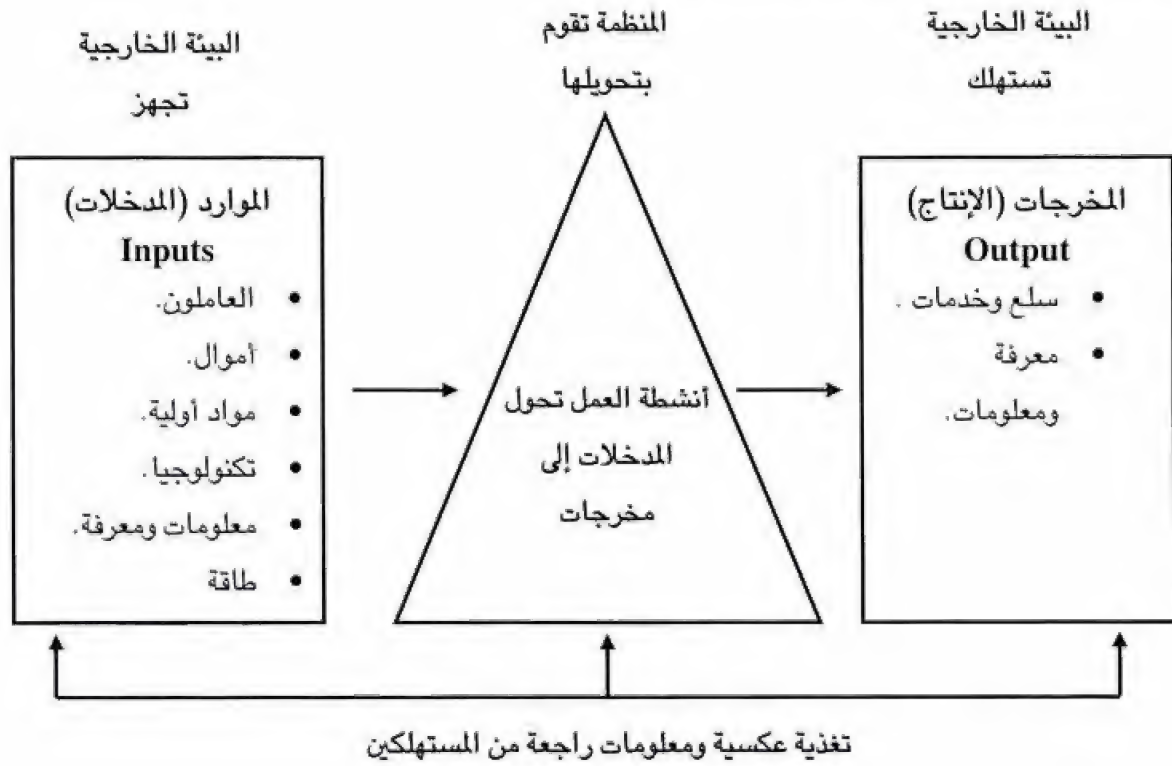 البيئة الخارجية
تجهز
المنظمة تقوم
بتحويلها
البيئة الخارجية
تستهلك
الموارد (المدخلات)
Inputs
• العاملون.
• أموال.
• مواد أولية.
• تكنولوجيا.
• معلومات ومعرفة.
• طاقة
أنشطة العمل تحول
المدخلات إلى
مخرجات
المخرجات (الإنتاج)
Output
• سلع وخدمات .
• معرفة
ومعلومات.
تغذية عكسية ومعلومات راجعة من المستهلكين